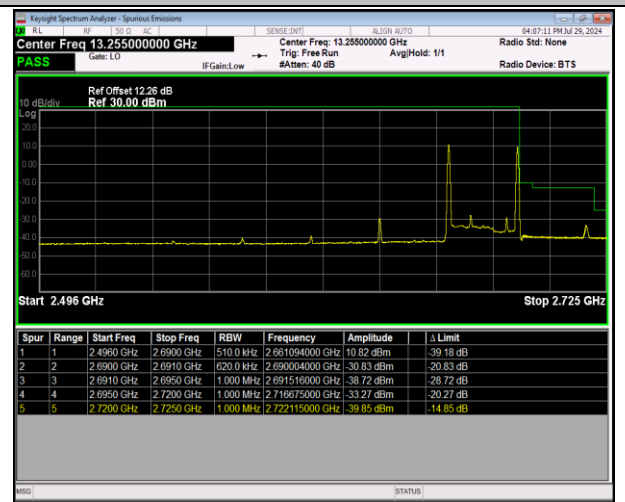 Keysight Spectrum Analyzer - Spurious Emissions
RL RF 50 Ω AC SENSE:INT ALIGN AUTO 04:07:11 PM Jul 29, 2024
Center Freq 13.255000000 GHz Center Freq: 13.255000000 GHz Radio Std: None
PASS Gate: LO Trig: Free Run Avg|Hold: 1/1
IFGain:Low #Atten: 40 dB Radio Device: BTS
Ref Offset 12.26 dB
10 dB/div Ref 30.00 dBm
Log
20.0
10.0
0.00
10.0
20.0
30.0
40.0
50.0
60.0
Start 2.496 GHz Stop 2.725 GHz
Spur Range Start Freq Stop Freq RBW Frequency Amplitude Δ Limit
1 1 2.4960 GHz 2.6900 GHz 510.0 kHz 2.661094000 GHz 10.82 dBm -39.18 dB
2 2 2.6900 GHz 2.6910 GHz 620.0 kHz 2.690004000 GHz -30.83 dBm -20.83 dB
3 3 2.6910 GHz 2.6950 GHz 1.000 MHz 2.691516000 GHz -38.72 dBm -28.72 dB
4 4 2.6950 GHz 2.7200 GHz 1.000 MHz 2.716675000 GHz -33.27 dBm -20.27 dB
5 5 2.7200 GHz 2.7250 GHz 1.000 MHz 2.722115000 GHz -39.85 dBm -14.85 dB
MSG STATUS